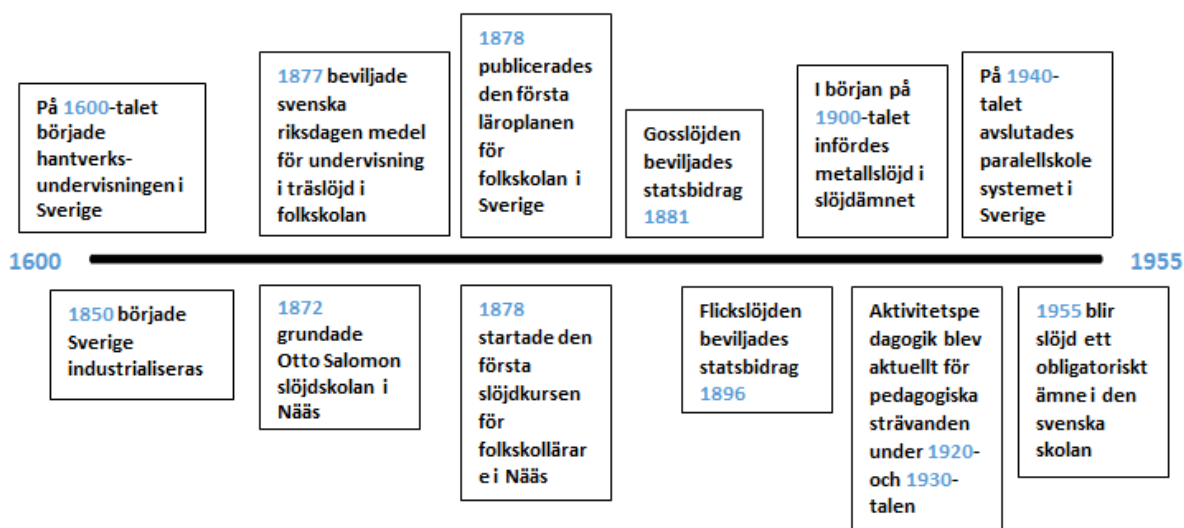 På 1600-talet
började
hantverks-
undervisningen i
Sverige
1877 beviljade
svenska
riksdagen medel
för undervisning
i träslöjd i
folkskolan
1878
publicerades
den första
läroplanen
för
folkskolan i
Sverige
Gosslöjden
beviljades
statsbidrag
1881
I början på
1900-talet
infördes
metallslöjd i
slöjdämnet
På 1940-
talet
avslutades
paralellskole
systemet i
Sverige
1600
1955
1850 började
Sverige
industrialiseras
1872
grundade
Otto Salomon
slöjdskolan i
Nääs
1878
startade den
första
slöjdkursen
för
folkskollärar
e i Nääs
Flickslöjden
beviljades
statsbidrag
1896
Aktivitetspe
dagogik blev
aktuellt för
pedagogiska
strävanden
under 1920-
och 1930-
talen
1955 blir
slöjd ett
obligatoriskt
ämne i den
svenska
skolan